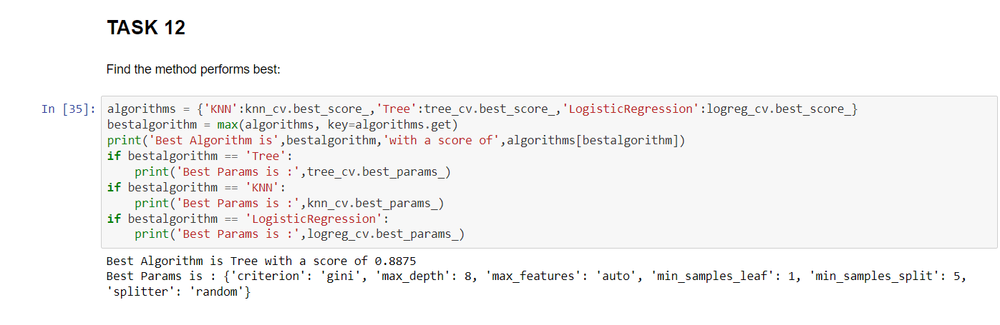 TASK 12
Find the method performs best:
In [35]: algorithms = {'KNN':knn_cv.best_score_,'Tree':tree_cv.best_score_,'LogisticRegression':logreg_cv.best_score_}
bestalgorithm = max(algorithms, key=algorithms.get)
print('Best Algorithm is',bestalgorithm,'with a score of',algorithms[bestalgorithm])
if bestalgorithm == 'Tree':
    print('Best Params is :',tree_cv.best_params_)
if bestalgorithm == 'KNN':
    print('Best Params is :',knn_cv.best_params_)
if bestalgorithm == 'LogisticRegression':
    print('Best Params is :',logreg_cv.best_params_)
Best Algorithm is Tree with a score of 0.8875
Best Params is : {'criterion': 'gini', 'max_depth': 8, 'max_features': 'auto', 'min_samples_leaf': 1, 'min_samples_split': 5,
'splitter': 'random'}